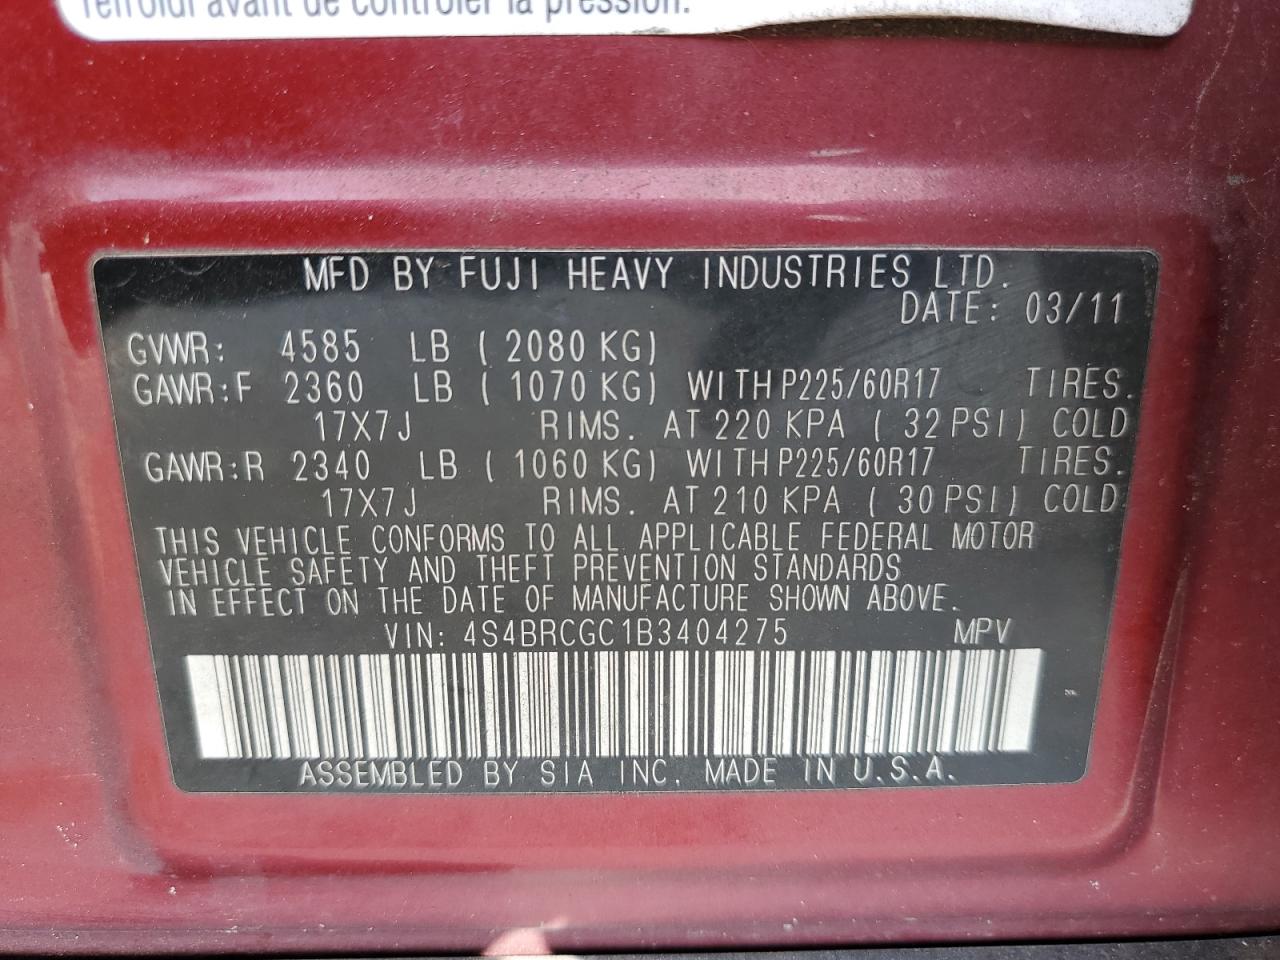 refroidi avant de contrôler la pression.
MFD BY FUJI HEAVY INDUSTRIES LTD.
DATE: 03/11
GVWR: 4585 LB ( 2080 KG)
GAWR:F 2360 LB ( 1070 KG) WITH P225/60R17 TIRES.
17X7J RIMS. AT 220 KPA ( 32 PSI) COLD
GAWR:R 2340 LB ( 1060 KG) WITH P225/60R17 TIRES.
17X7J RIMS. AT 210 KPA ( 30 PSI) COLD
THIS VEHICLE CONFORMS TO ALL APPLICABLE FEDERAL MOTOR
VEHICLE SAFETY AND THEFT PREVENTION STANDARDS
IN EFFECT ON THE DATE OF MANUFACTURE SHOWN ABOVE.
VIN: 4S4BRCGC1B3404275 MPV
ASSEMBLED BY SIA INC. MADE IN U.S.A.